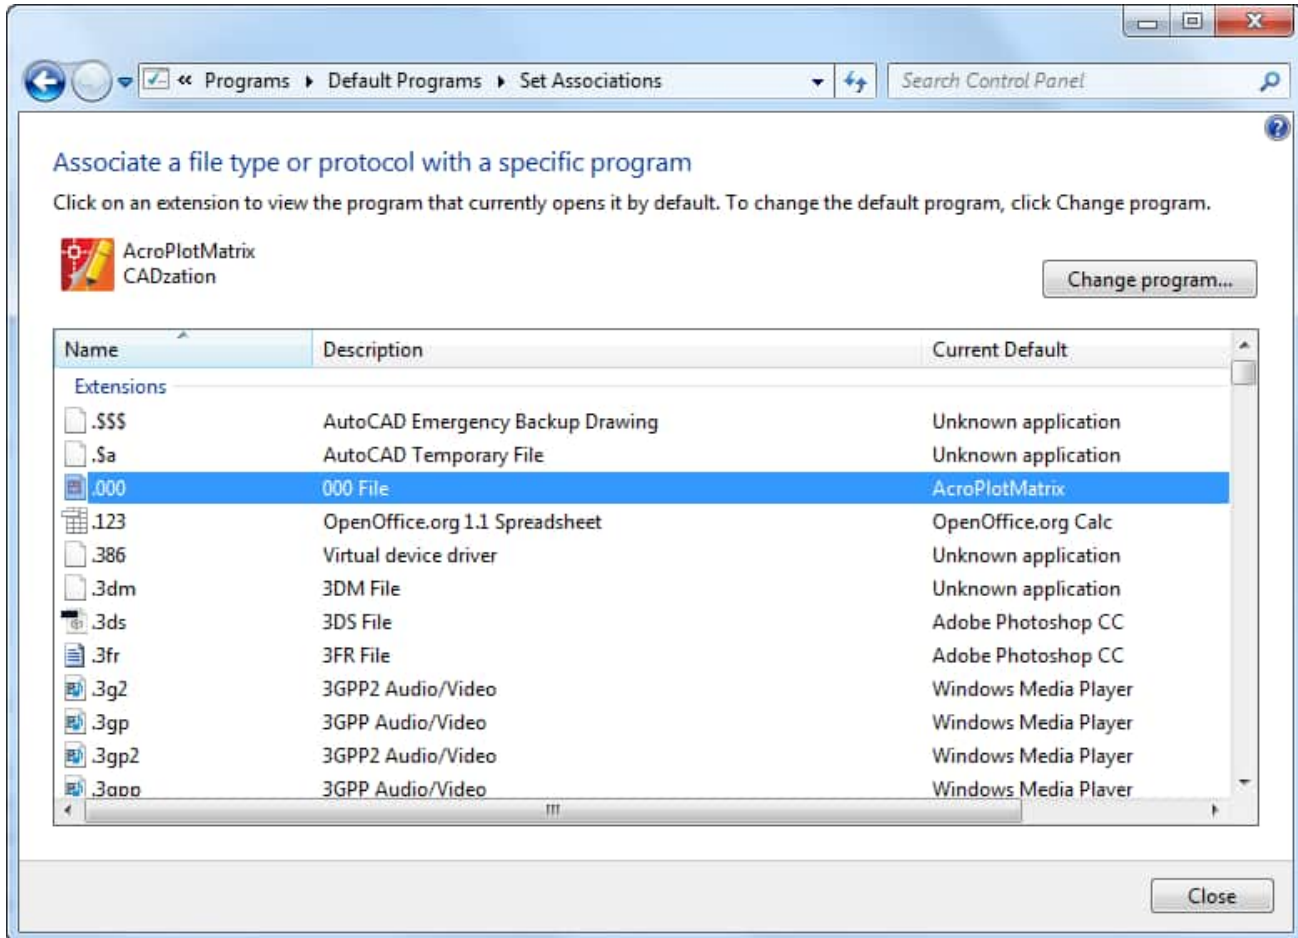 « Programs ▸ Default Programs ▸ Set Associations
Search Control Panel
Associate a file type or protocol with a specific program
Click on an extension to view the program that currently opens it by default. To change the default program, click Change program.
AcroPlotMatrix
CADzation
Change program...
Name Description Current Default
Extensions
.$$$ AutoCAD Emergency Backup Drawing Unknown application
.$a AutoCAD Temporary File Unknown application
.000 000 File AcroPlotMatrix
.123 OpenOffice.org 1.1 Spreadsheet OpenOffice.org Calc
.386 Virtual device driver Unknown application
.3dm 3DM File Unknown application
.3ds 3DS File Adobe Photoshop CC
.3fr 3FR File Adobe Photoshop CC
.3g2 3GPP2 Audio/Video Windows Media Player
.3gp 3GPP Audio/Video Windows Media Player
.3gp2 3GPP2 Audio/Video Windows Media Player
.3gpp 3GPP Audio/Video Windows Media Player
Close